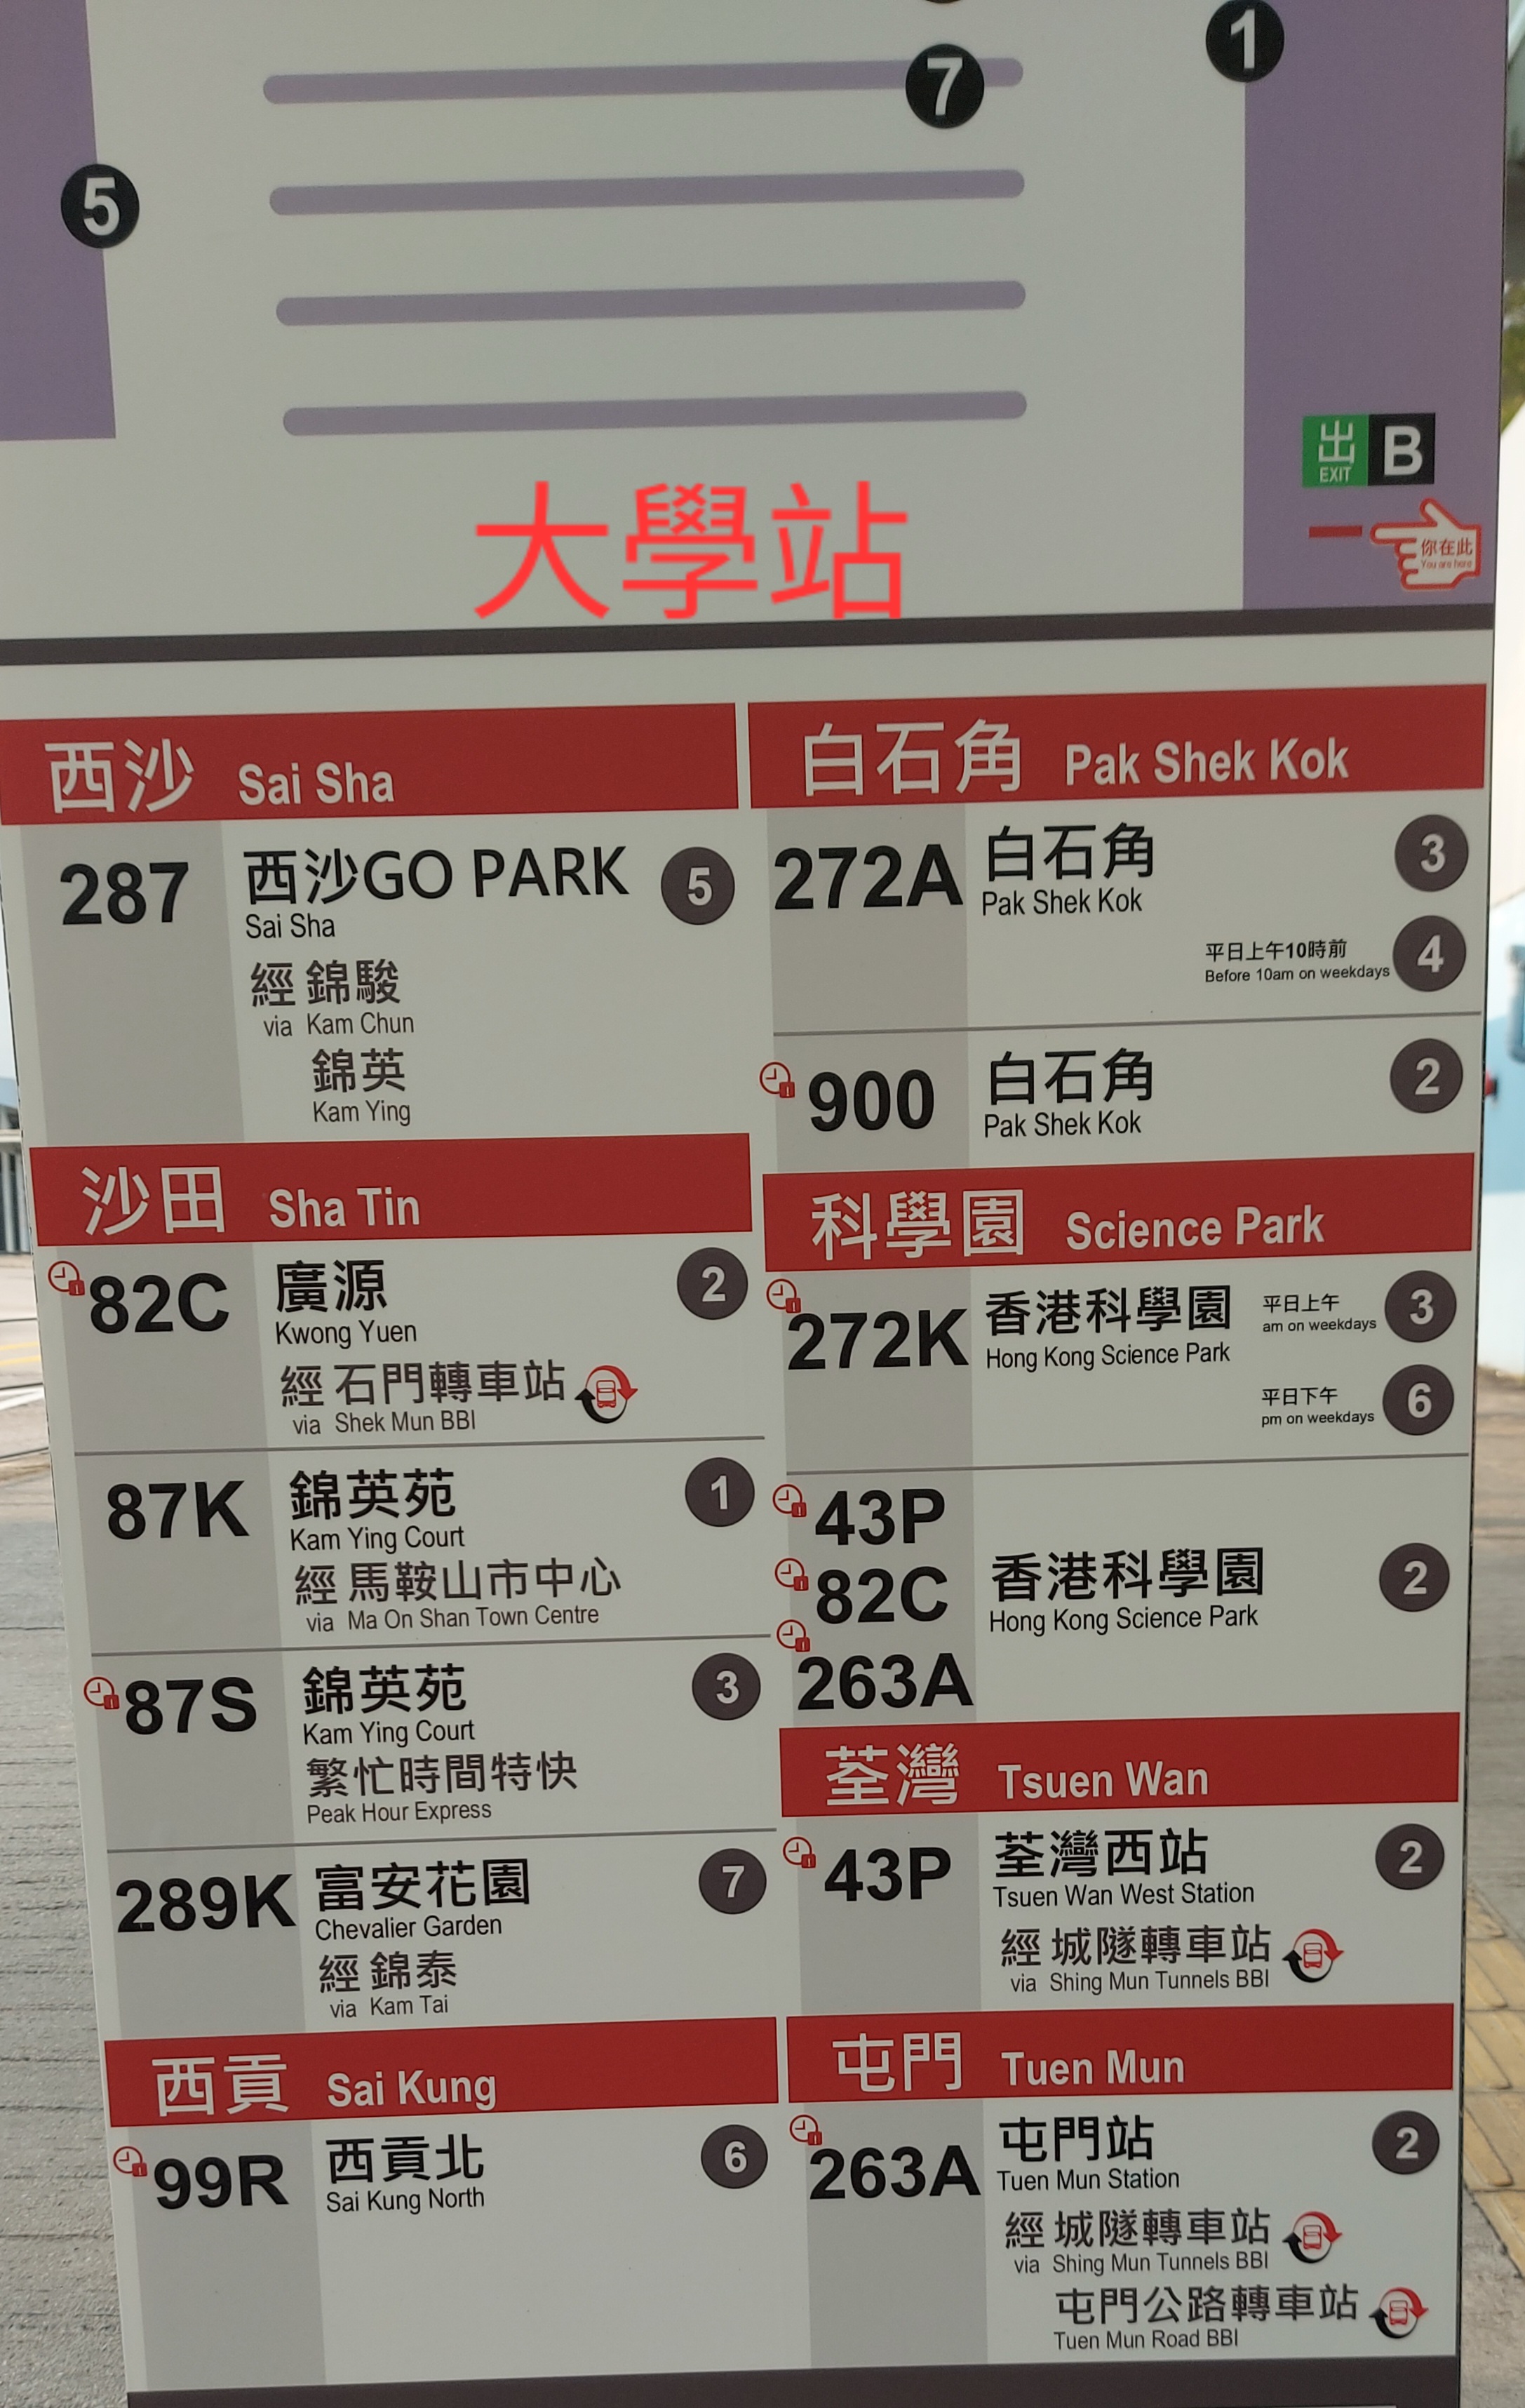 7
1
5
出 B
EXIT
你在此
You are here
大學站
西沙 Sai Sha
287 西沙GO PARK 5
Sai Sha
經 錦駿
via Kam Chun
錦英
Kam Ying
沙田 Sha Tin
82C 廣源 2
Kwong Yuen
經 石門轉車站
via Shek Mun BBI
87K 錦英苑 1
Kam Ying Court
經 馬鞍山市中心
via Ma On Shan Town Centre
87S 錦英苑 3
Kam Ying Court
繁忙時間特快
Peak Hour Express
289K 富安花園 7
Chevalier Garden
經 錦泰
via Kam Tai
西貢 Sai Kung
99R 西貢北 6
Sai Kung North
白石角 Pak Shek Kok
272A 白石角 3
Pak Shek Kok
平日上午10時前 4
Before 10am on weekdays
900 白石角 2
Pak Shek Kok
科學園 Science Park
272K 香港科學園 平日上午 3
Hong Kong Science Park am on weekdays
平日下午 6
pm on weekdays
43P
82C 香港科學園 2
Hong Kong Science Park
263A
荃灣 Tsuen Wan
43P 荃灣西站 2
Tsuen Wan West Station
經 城隧轉車站
via Shing Mun Tunnels BBI
屯門 Tuen Mun
263A 屯門站 2
Tuen Mun Station
經 城隧轉車站
via Shing Mun Tunnels BBI
屯門公路轉車站
Tuen Mun Road BBI